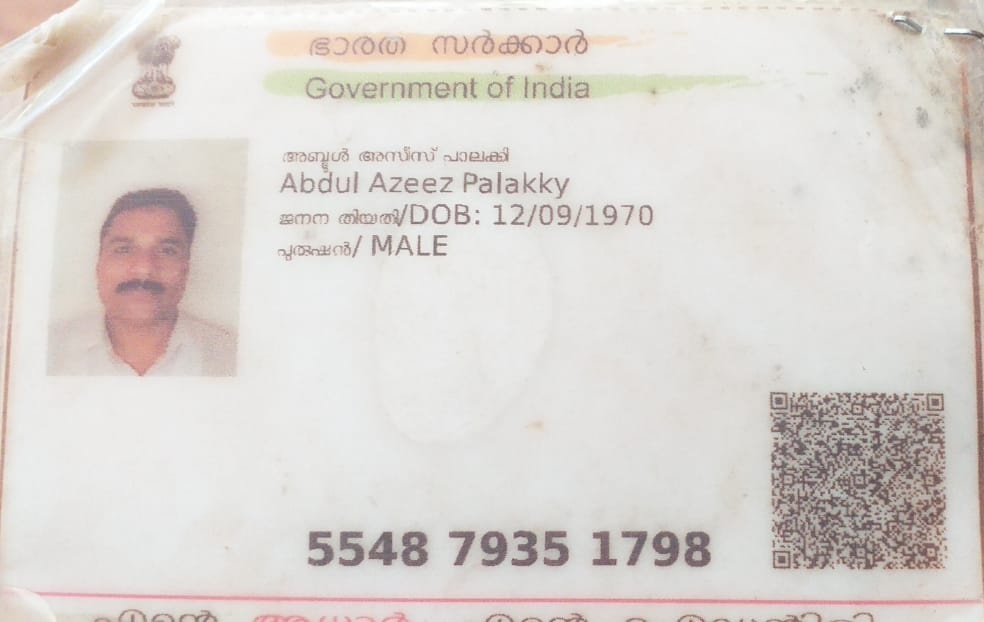 ഭാരത സർക്കാർ
Government of India
അബ്ദുൾ അസീസ് പാലക്കി
Abdul Azeez Palakky
ജനന തിയതി/DOB: 12/09/1970
പുരുഷൻ/ MALE
5548 7935 1798